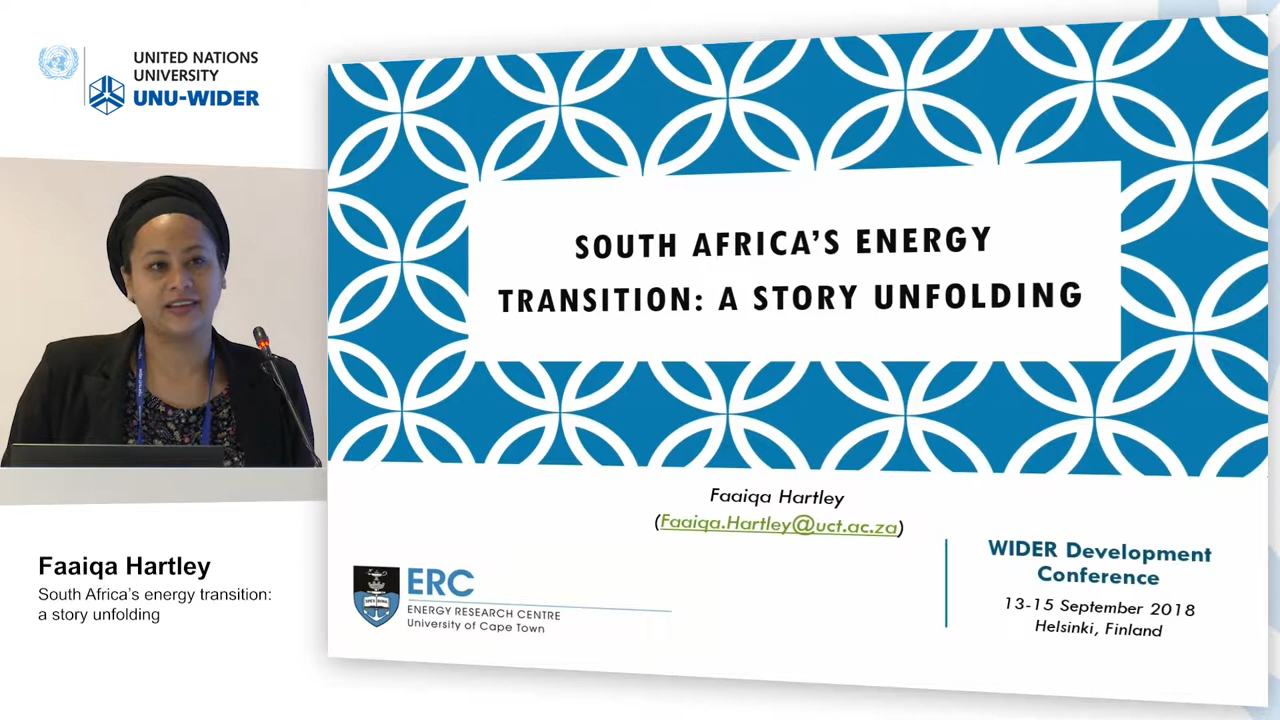 UNITED NATIONS
UNIVERSITY
UNU-WIDER
SOUTH AFRICA’S ENERGY
TRANSITION: A STORY UNFOLDING
Faaiqa Hartley
(Faaiqa.Hartley@uct.ac.za)
ERC
ENERGY RESEARCH CENTRE
University of Cape Town
WIDER Development
Conference
13-15 September 2018
Helsinki, Finland
Faaiqa Hartley
South Africa’s energy transition:
a story unfolding